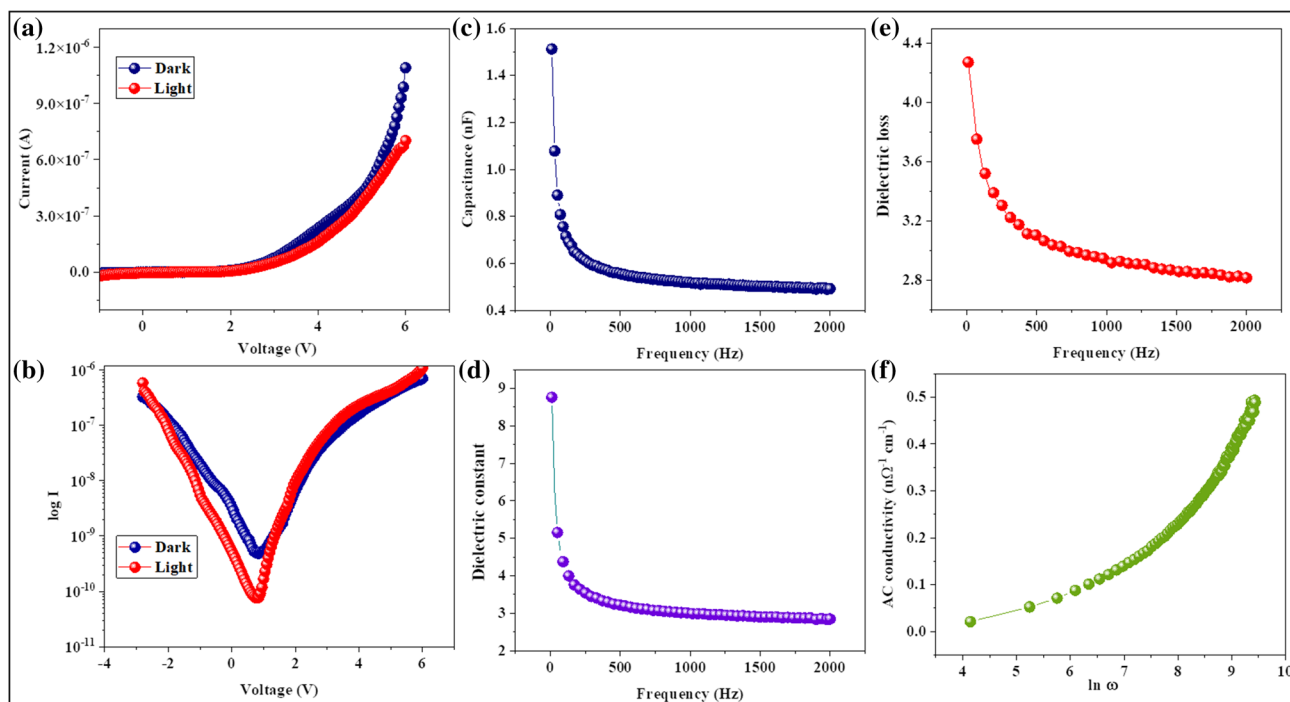 (a)
1.2×10⁻⁶
9.0×10⁻⁷
6.0×10⁻⁷
3.0×10⁻⁷
0.0
Current (A)
Dark
Light
0 2 4 6
Voltage (V)
(c)
1.6
1.4
1.2
1.0
0.8
0.6
0.4
Capacitance (nF)
0 500 1000 1500 2000
Frequency (Hz)
(e)
4.4
4.0
3.6
3.2
2.8
Dielectric loss
0 500 1000 1500 2000
Frequency (Hz)
(b)
10⁻⁶
10⁻⁷
10⁻⁸
10⁻⁹
10⁻¹⁰
10⁻¹¹
log I
Dark
Light
-4 -2 0 2 4 6
Voltage (V)
(d)
9
8
7
6
5
4
3
2
1
Dielectric constant
0 500 1000 1500 2000
Frequency (Hz)
(f)
0.5
0.4
0.3
0.2
0.1
0.0
AC conductivity (nΩ⁻¹ cm⁻¹)
4 5 6 7 8 9 10
ln ω